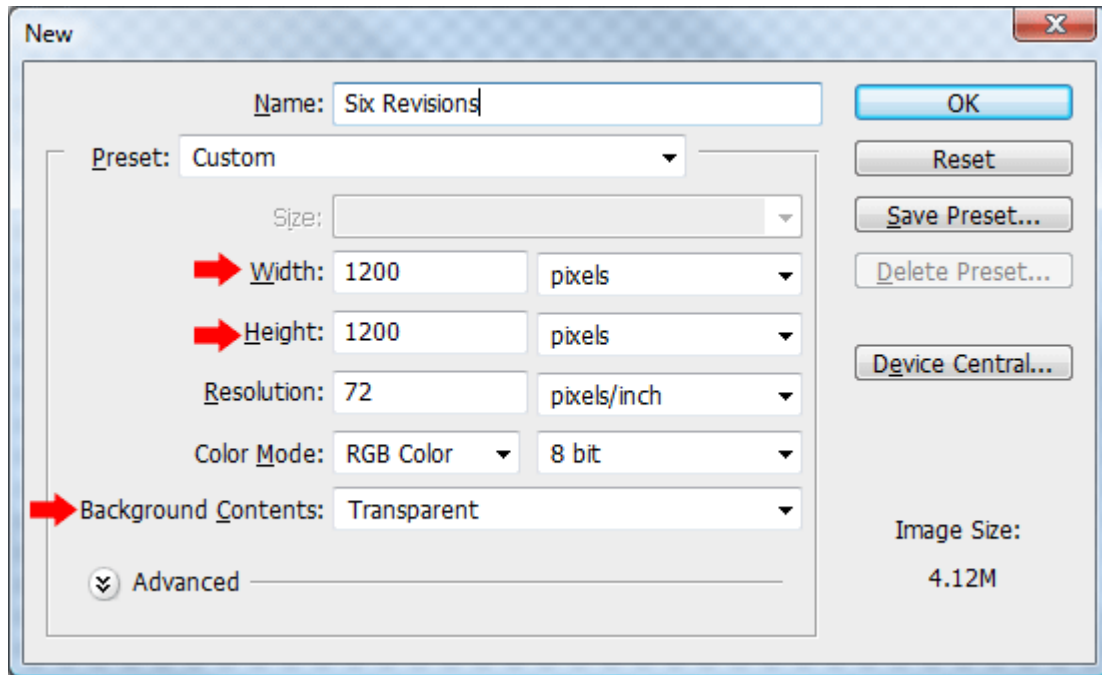 New
Name: Six Revisions
OK
Preset: Custom
Reset
Size:
Save Preset...
Width: 1200 pixels
Delete Preset...
Height: 1200 pixels
Device Central...
Resolution: 72 pixels/inch
Color Mode: RGB Color 8 bit
Background Contents: Transparent
Image Size:
4.12M
Advanced